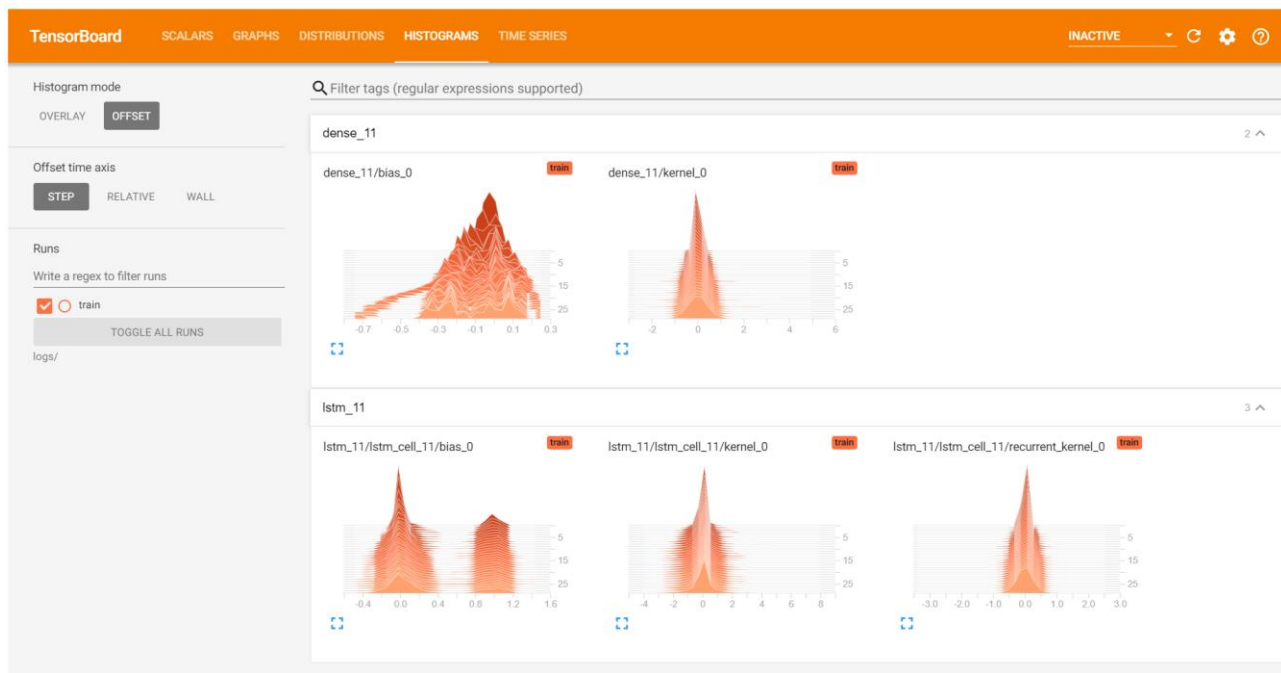 TensorBoard SCALARS GRAPHS DISTRIBUTIONS HISTOGRAMS TIME SERIES INACTIVE
Histogram mode
OVERLAY OFFSET
Offset time axis
STEP RELATIVE WALL
Runs
Write a regex to filter runs
train
TOGGLE ALL RUNS
logs/
Filter tags (regular expressions supported)
dense_11 2
dense_11/bias_0 train
5
15
25
-0.7 -0.5 -0.3 -0.1 0.1 0.3
dense_11/kernel_0 train
5
15
25
-2 0 2 4 6
lstm_11 3
lstm_11/lstm_cell_11/bias_0 train
5
15
25
-0.4 0.0 0.4 0.8 1.2 1.6
lstm_11/lstm_cell_11/kernel_0 train
5
15
25
-4 -2 0 2 4 6 8
lstm_11/lstm_cell_11/recurrent_kernel_0 train
5
15
25
-3.0 -2.0 -1.0 0.0 1.0 2.0 3.0